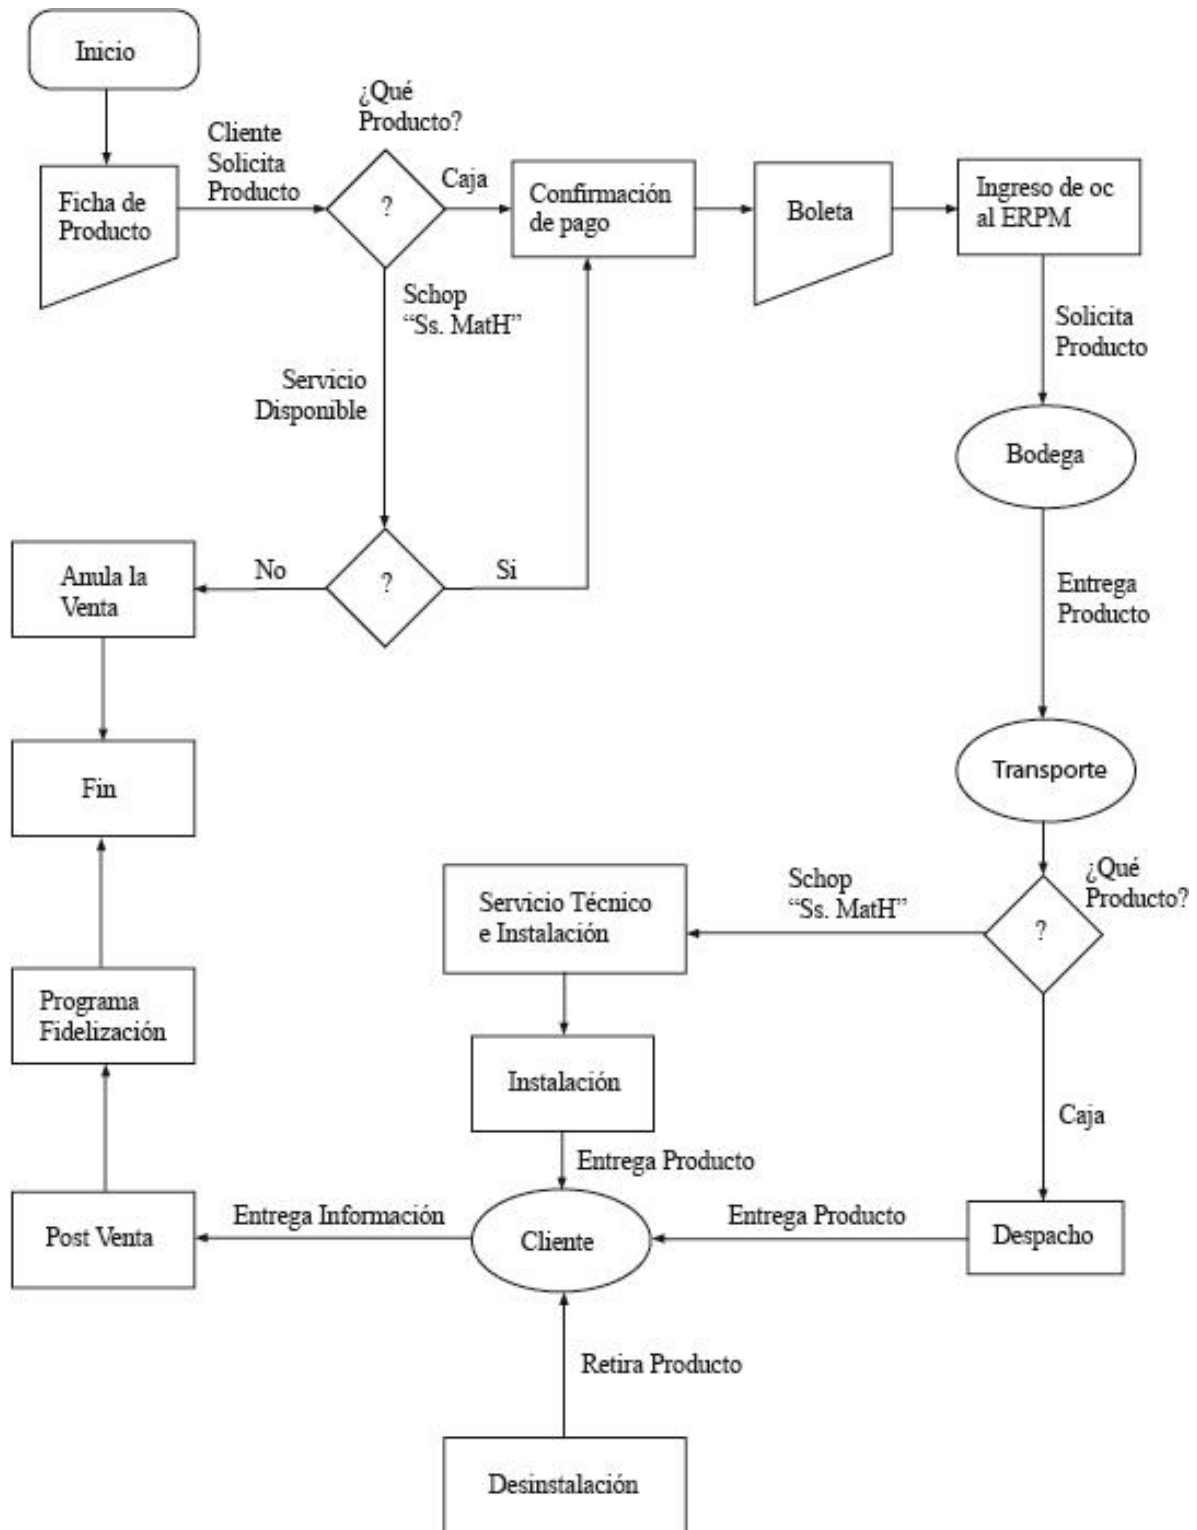 Inicio
¿Qué
Producto?
Cliente
Solicita
Producto
Ficha de
Producto
?
Caja
Confirmación
de pago
Boleta
Ingreso de oc
al ERPM
Schop
“Ss. MatH”
Solicita
Producto
Servicio
Disponible
Bodega
Anula la
Venta
No
?
Si
Entrega
Producto
Fin
Transporte
Servicio Técnico
e Instalación
Schop
“Ss. MatH”
¿Qué
Producto?
?
Programa
Fidelización
Instalación
Caja
Entrega Producto
Post Venta
Entrega Información
Cliente
Entrega Producto
Despacho
Retira Producto
Desinstalación